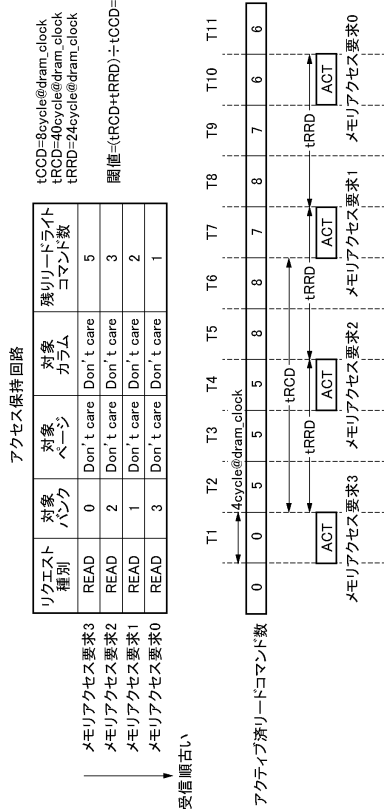 アクセス保持回路
リクエスト種別 対象バンク 対象ページ 対象カラム 残りリードライトコマンド数
メモリアクセス要求3 READ 0 Don't care Don't care 5
メモリアクセス要求2 READ 2 Don't care Don't care 3
メモリアクセス要求1 READ 1 Don't care Don't care 2
メモリアクセス要求0 READ 3 Don't care Don't care 1
受信順古い
tCCD=8cycle@dram_clock
tRCD=40cycle@dram_clock
tRRD=24cycle@dram_clock
閾値=(tRCD+tRRD)÷tCCD=
T1 T2 T3 T4 T5 T6 T7 T8 T9 T10 T11
アクティブ済リードコマンド数 0 0 5 5 5 8 8 7 8 7 6 6
4cycle@dram_clock
tRCD
tRRD tRRD tRRD
ACT ACT ACT ACT
メモリアクセス要求3 メモリアクセス要求2 メモリアクセス要求1 メモリアクセス要求0